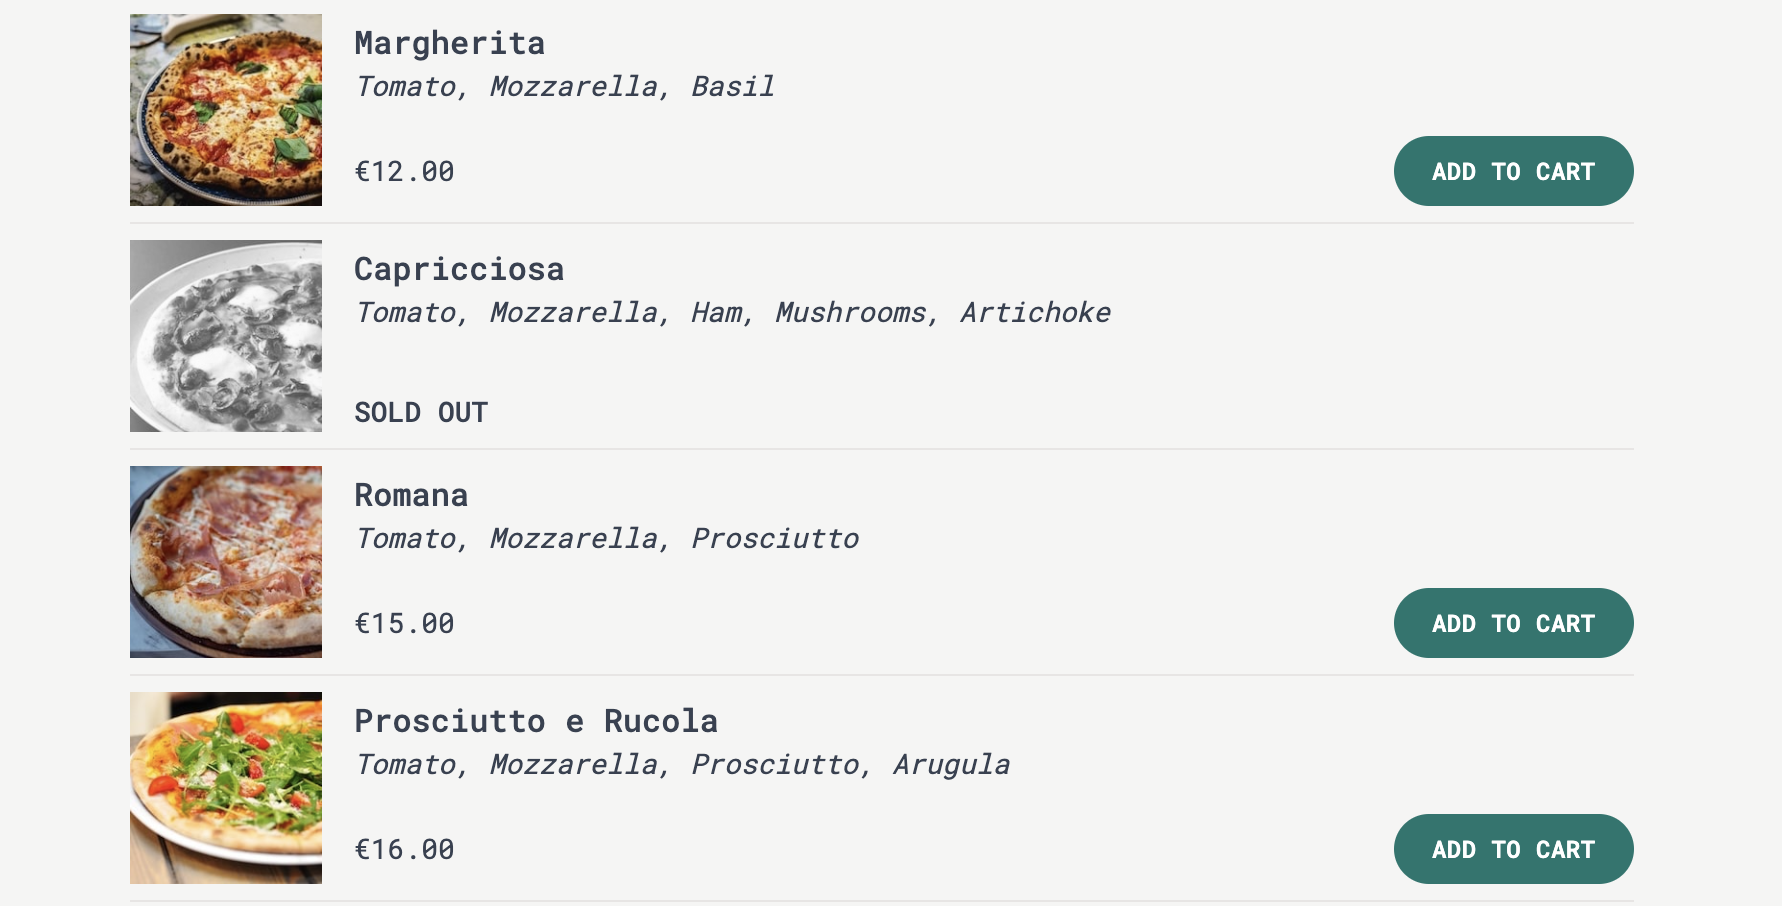 Margherita
Tomato, Mozzarella, Basil
€12.00
ADD TO CART
Capricciosa
Tomato, Mozzarella, Ham, Mushrooms, Artichoke
SOLD OUT
Romana
Tomato, Mozzarella, Prosciutto
€15.00
ADD TO CART
Prosciutto e Rucola
Tomato, Mozzarella, Prosciutto, Arugula
€16.00
ADD TO CART